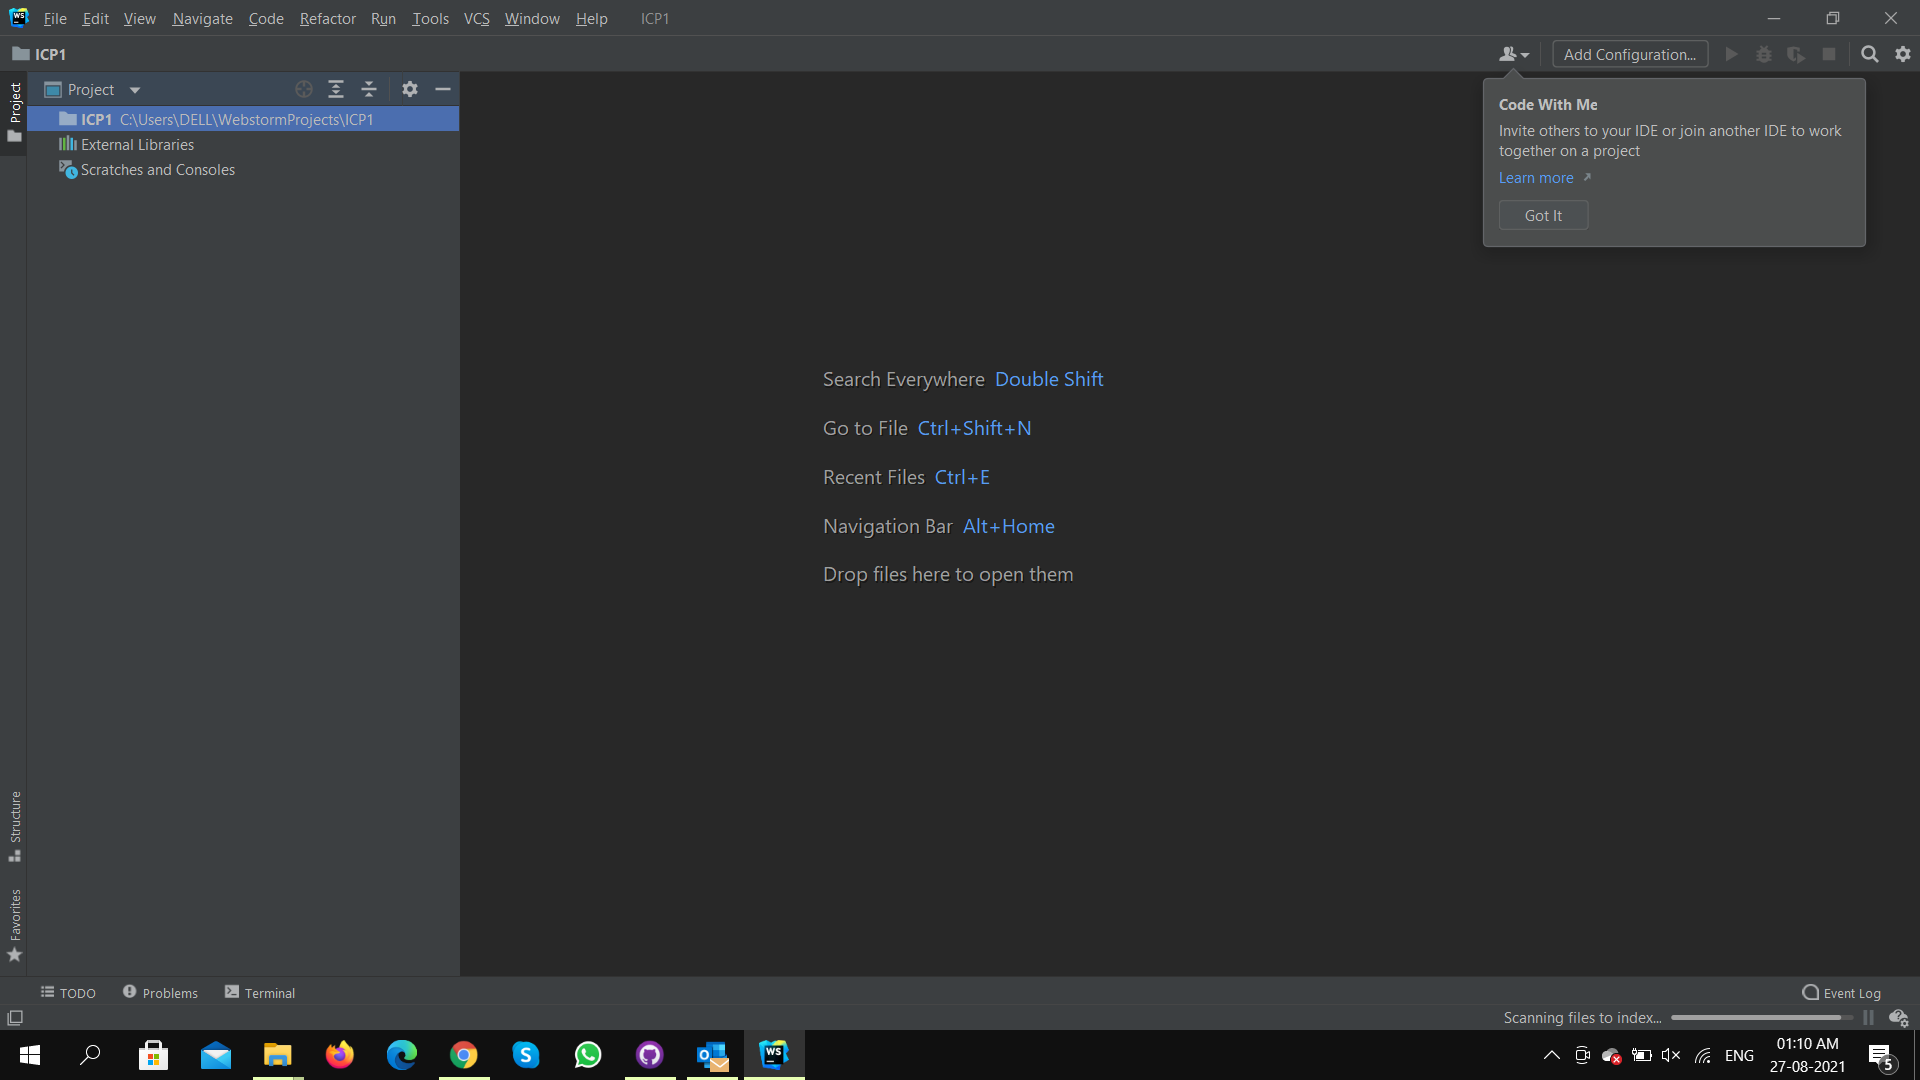 File Edit View Navigate Code Refactor Run Tools VCS Window Help ICP1
ICP1
Add Configuration...
Project
Project
ICP1 C:\Users\DELL\WebstormProjects\ICP1
External Libraries
Scratches and Consoles
Code With Me
Invite others to your IDE or join another IDE to work
together on a project
Learn more
Got It
Search Everywhere Double Shift
Go to File Ctrl+Shift+N
Recent Files Ctrl+E
Navigation Bar Alt+Home
Drop files here to open them
Structure
Favorites
TODO
Problems
Terminal
Event Log
Scanning files to index...
WS
ENG
01:10 AM
27-08-2021
5